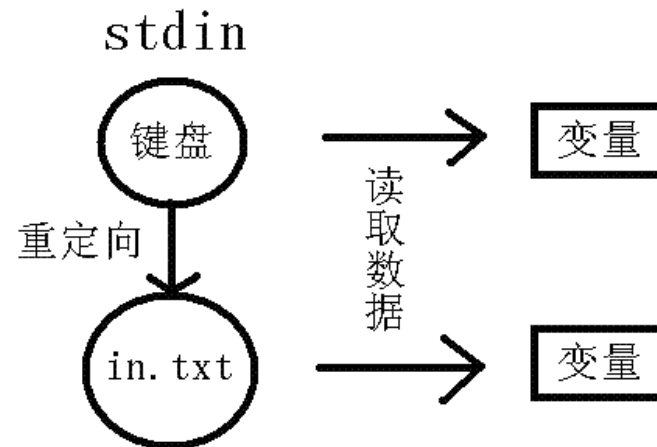 stdin
键盘
变量
读取数据
重定向
in.txt
变量